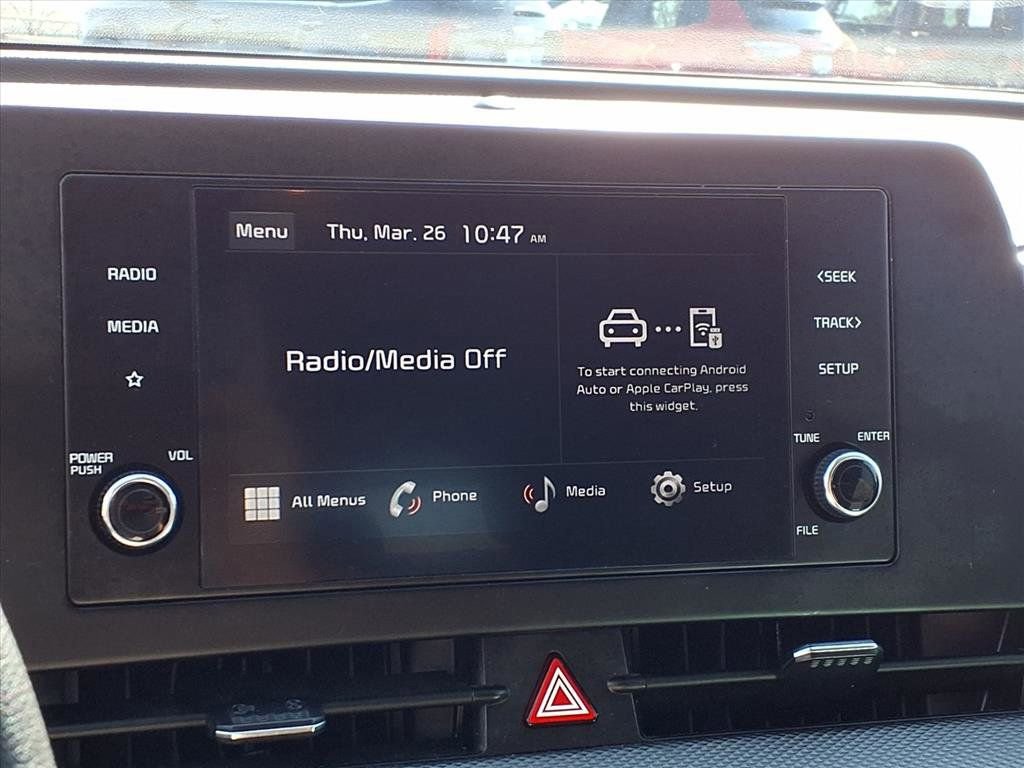 Menu Thu, Mar. 26 10:47 AM
RADIO
MEDIA
<SEEK
TRACK>
SETUP
Radio/Media Off
To start connecting Android
Auto or Apple CarPlay, press
this widget.
POWER
PUSH
VOL
TUNE
ENTER
FILE
All Menus
Phone
Media
Setup